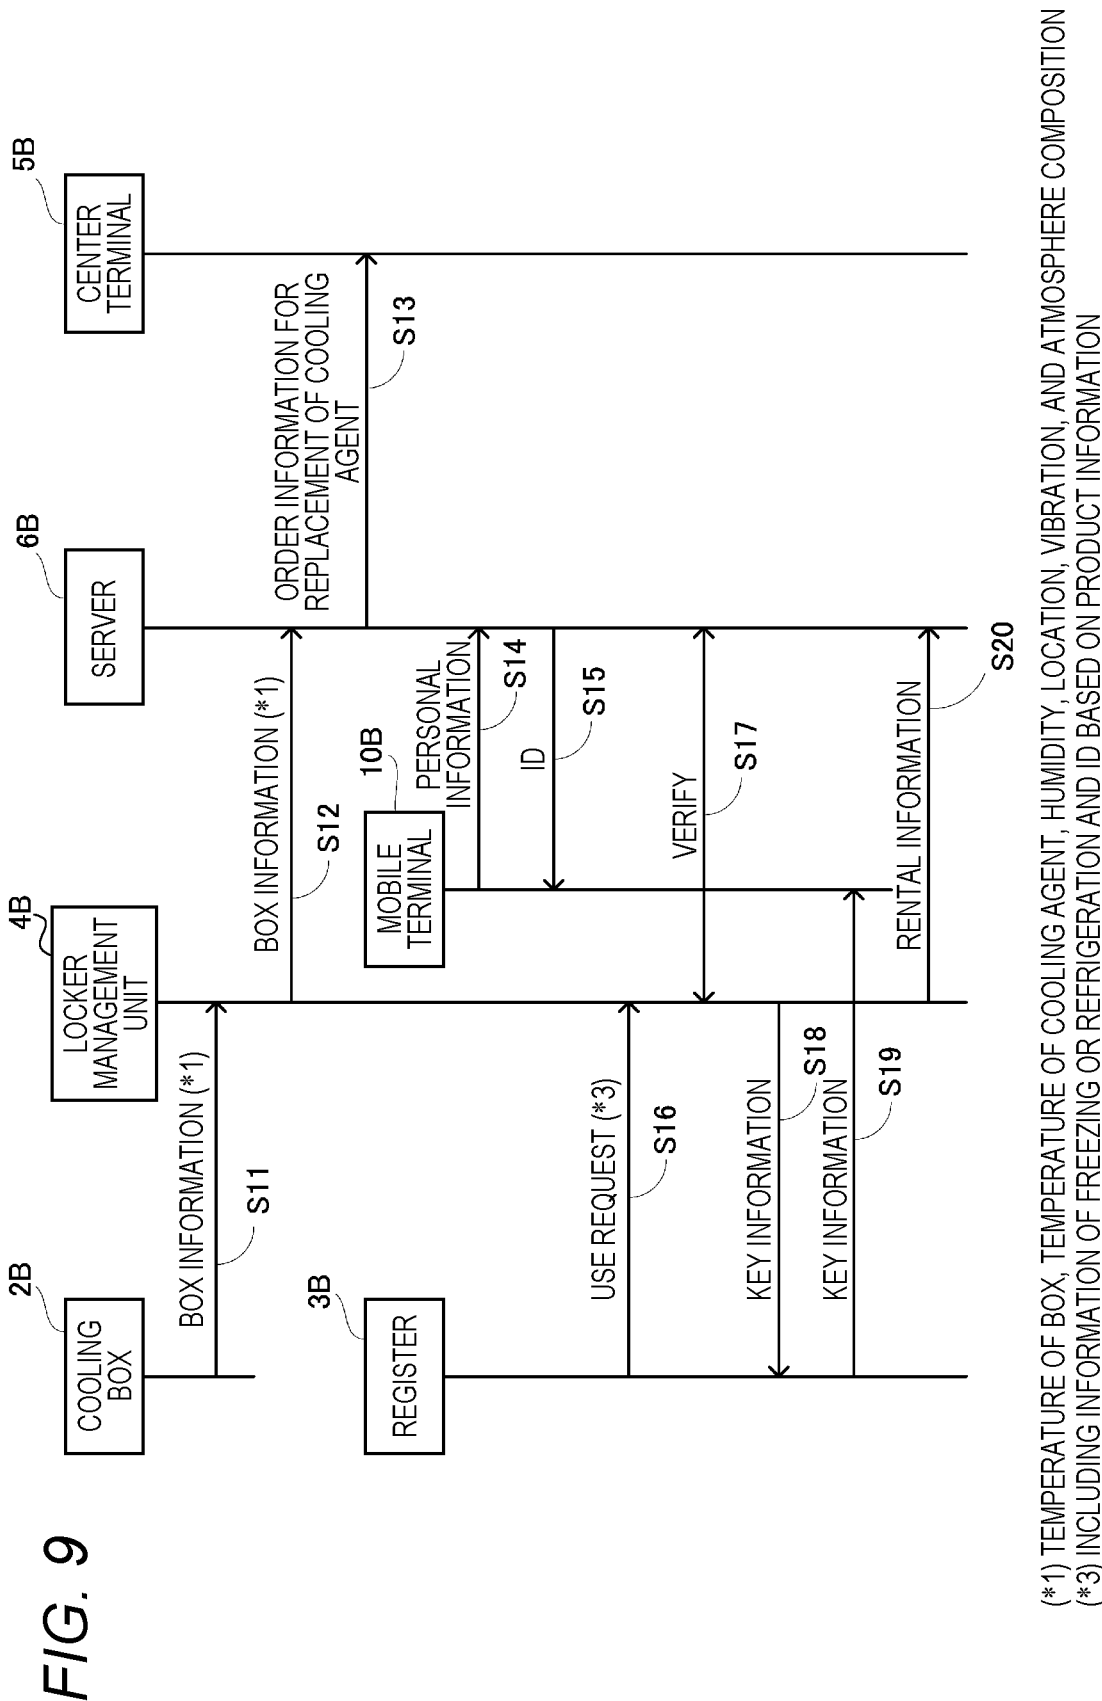 FIG. 9
2B
COOLING
BOX
4B
LOCKER
MANAGEMENT
UNIT
6B
SERVER
5B
CENTER
TERMINAL
BOX INFORMATION (*1)
S11
BOX INFORMATION (*1)
S12
ORDER INFORMATION FOR
REPLACEMENT OF COOLING
AGENT
S13
3B
REGISTER
10B
MOBILE
TERMINAL
PERSONAL
INFORMATION
S14
ID
S15
USE REQUEST (*3)
S16
VERIFY
S17
KEY INFORMATION
S18
KEY INFORMATION
S19
RENTAL INFORMATION
S20
(*1) TEMPERATURE OF BOX, TEMPERATURE OF COOLING AGENT, HUMIDITY, LOCATION, VIBRATION, AND ATMOSPHERE COMPOSITION
(*3) INCLUDING INFORMATION OF FREEZING OR REFRIGERATION AND ID BASED ON PRODUCT INFORMATION